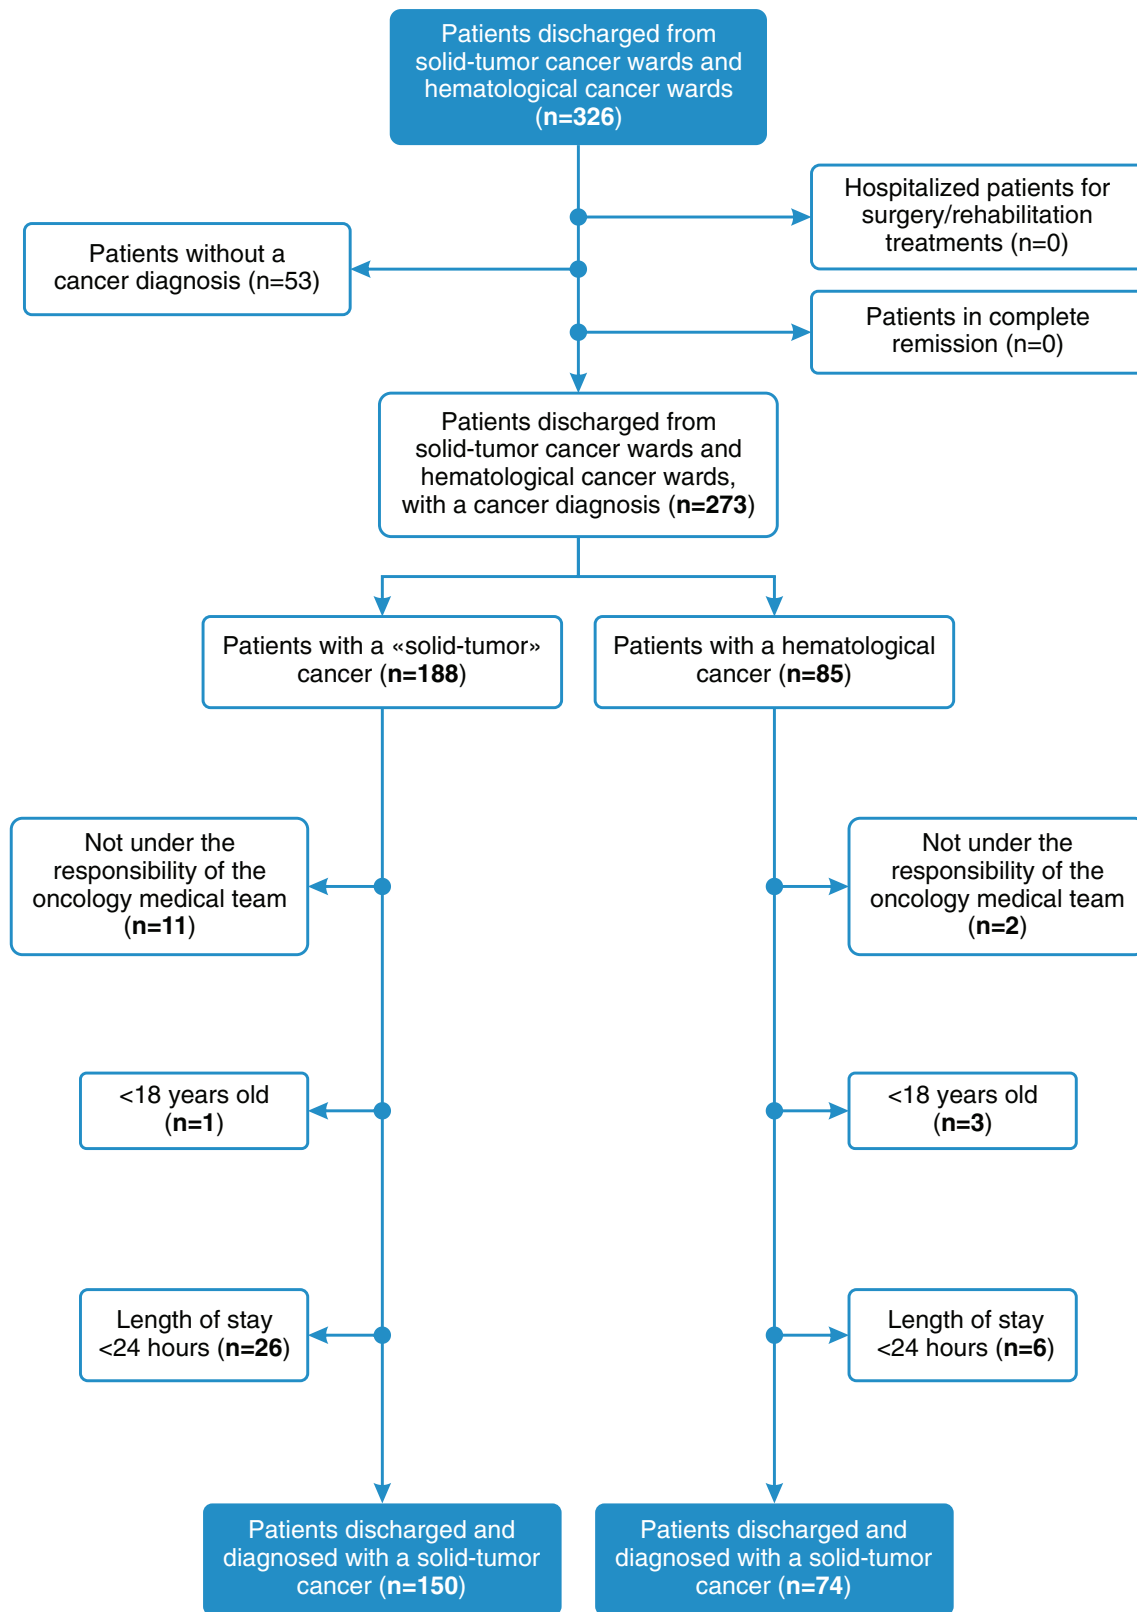 Patients discharged from
solid-tumor cancer wards and
hematological cancer wards
(n=326)
Hospitalized patients for
surgery/rehabilitation
treatments (n=0)
Patients without a
cancer diagnosis (n=53)
Patients in complete
remission (n=0)
Patients discharged from
solid-tumor cancer wards and
hematological cancer wards,
with a cancer diagnosis (n=273)
Patients with a «solid-tumor»
cancer (n=188)
Patients with a hematological
cancer (n=85)
Not under the
responsibility of the
oncology medical team
(n=11)
Not under the
responsibility of the
oncology medical team
(n=2)
<18 years old
(n=1)
<18 years old
(n=3)
Length of stay
<24 hours (n=26)
Length of stay
<24 hours (n=6)
Patients discharged and
diagnosed with a solid-tumor
cancer (n=150)
Patients discharged and
diagnosed with a solid-tumor
cancer (n=74)